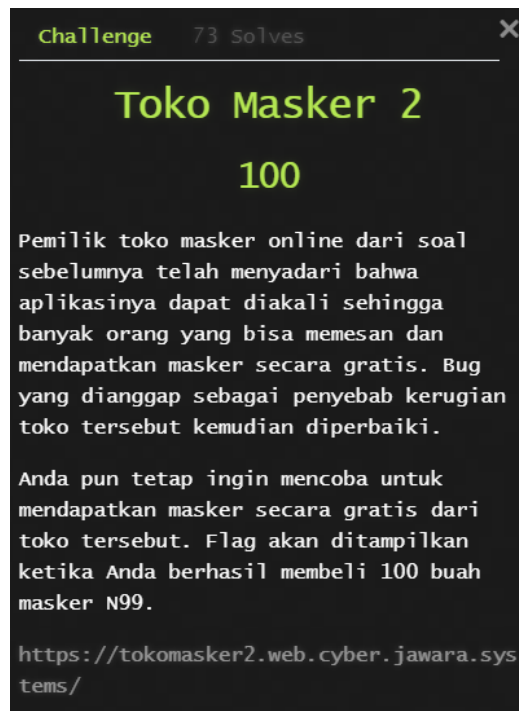 Challenge 73 Solves ×
Toko Masker 2
100
Pemilik toko masker online dari soal
sebelumnya telah menyadari bahwa
aplikasinya dapat diakali sehingga
banyak orang yang bisa memesan dan
mendapatkan masker secara gratis. Bug
yang dianggap sebagai penyebab kerugian
toko tersebut kemudian diperbaiki.
Anda pun tetap ingin mencoba untuk
mendapatkan masker secara gratis dari
toko tersebut. Flag akan ditampilkan
ketika Anda berhasil membeli 100 buah
masker N99.
https://tokomasker2.web.cyber.jawara.sys
tems/